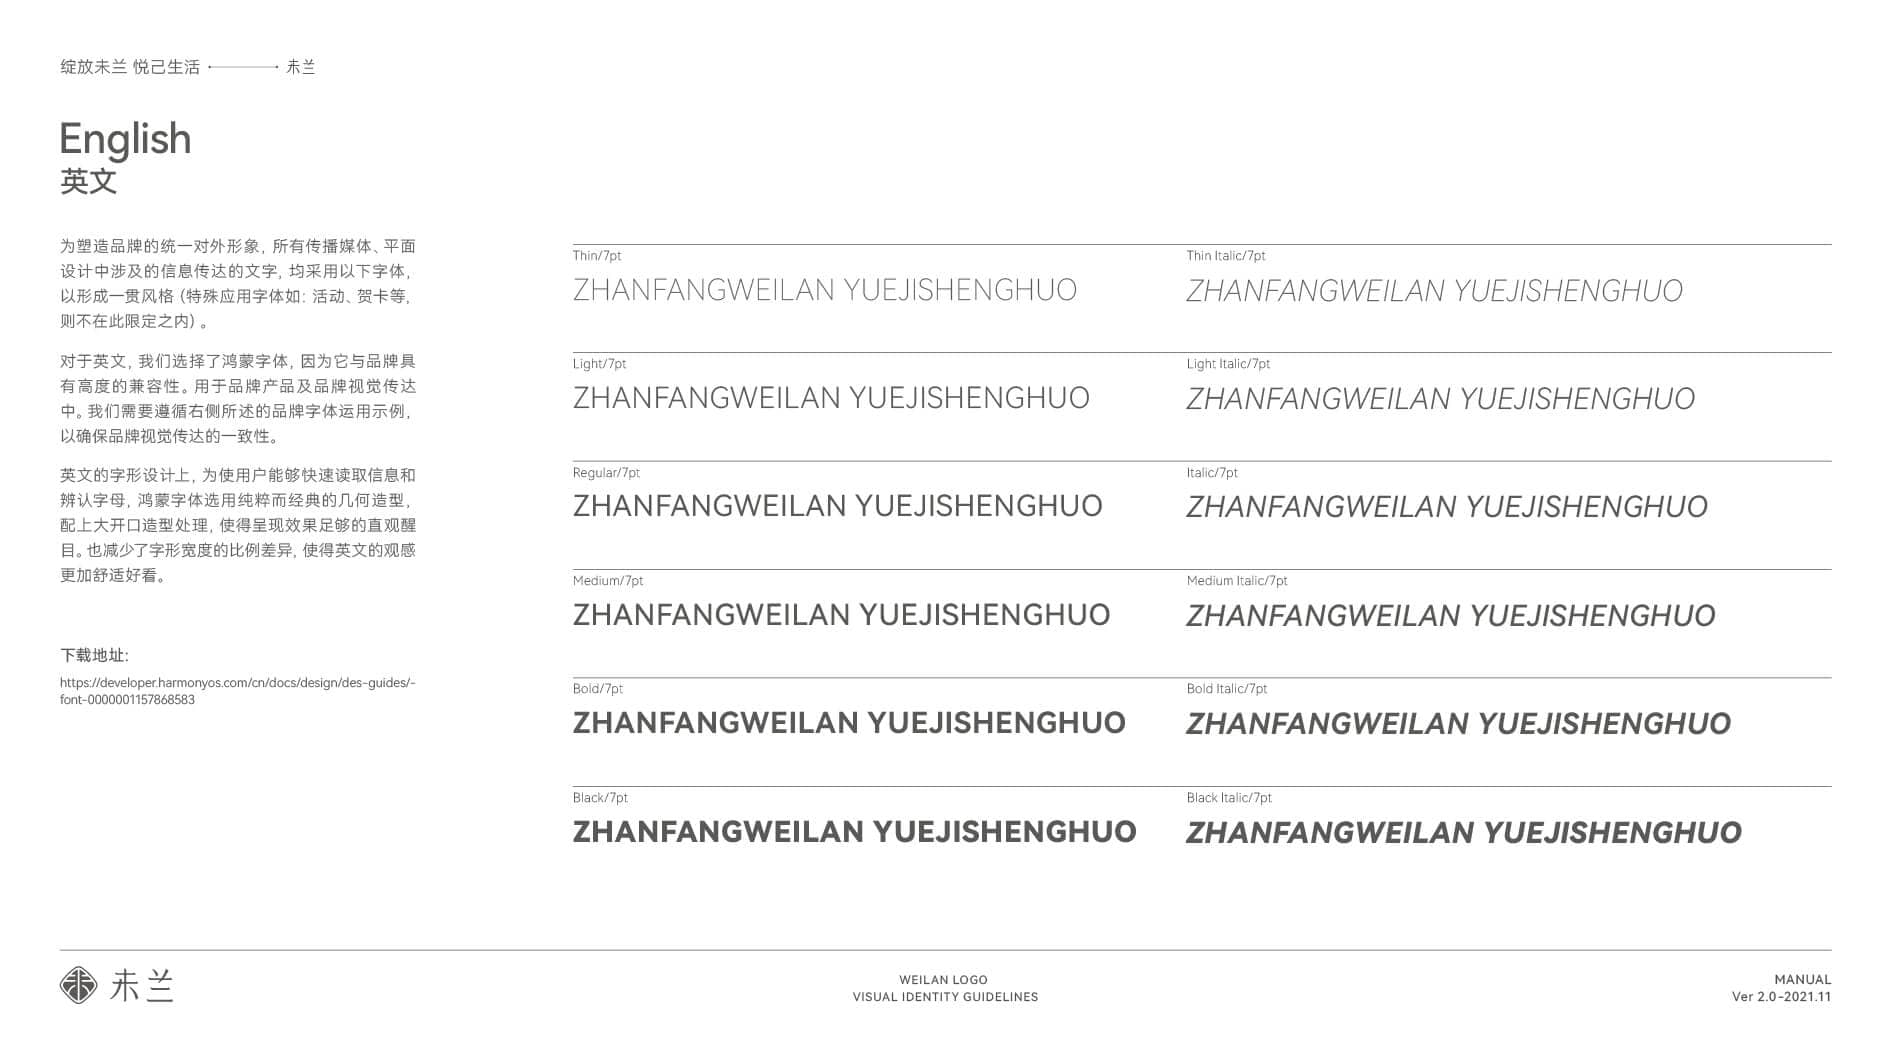 绽放未兰 悦己生活 未兰
English
英文
为塑造品牌的统一对外形象, 所有传播媒体、平面
设计中涉及的信息传达的文字, 均采用以下字体,
以形成一贯风格 (特殊应用字体如: 活动、贺卡等,
则不在此限定之内) 。
对于英文, 我们选择了鸿蒙字体, 因为它与品牌具
有高度的兼容性。用于品牌产品及品牌视觉传达
中。我们需要遵循右侧所述的品牌字体运用示例,
以确保品牌视觉传达的一致性。
英文的字形设计上, 为使用户能够快速读取信息和
辨认字母, 鸿蒙字体选用纯粹而经典的几何造型,
配上大开口造型处理, 使得呈现效果足够的直观醒
目。也减少了字形宽度的比例差异, 使得英文的观感
更加舒适好看。
下载地址:
https://developer.harmonyos.com/cn/docs/design/des-guides/-
font-0000001157868583
Thin/7pt
ZHANFANGWEILAN YUEJISHENGHUO
Thin Italic/7pt
ZHANFANGWEILAN YUEJISHENGHUO
Light/7pt
ZHANFANGWEILAN YUEJISHENGHUO
Light Italic/7pt
ZHANFANGWEILAN YUEJISHENGHUO
Regular/7pt
ZHANFANGWEILAN YUEJISHENGHUO
Italic/7pt
ZHANFANGWEILAN YUEJISHENGHUO
Medium/7pt
ZHANFANGWEILAN YUEJISHENGHUO
Medium Italic/7pt
ZHANFANGWEILAN YUEJISHENGHUO
Bold/7pt
ZHANFANGWEILAN YUEJISHENGHUO
Bold Italic/7pt
ZHANFANGWEILAN YUEJISHENGHUO
Black/7pt
ZHANFANGWEILAN YUEJISHENGHUO
Black Italic/7pt
ZHANFANGWEILAN YUEJISHENGHUO
未兰
WEILAN LOGO
VISUAL IDENTITY GUIDELINES
MANUAL
Ver 2.0-2021.11